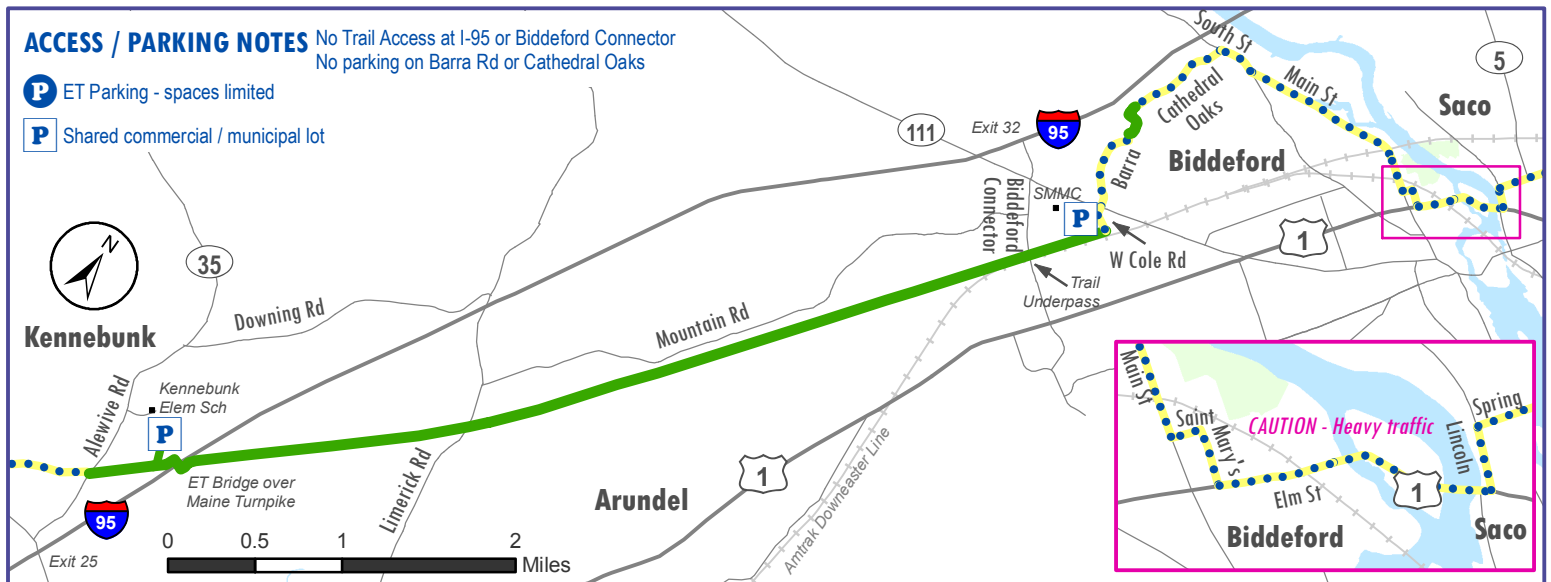 ACCESS / PARKING NOTES
No Trail Access at I-95 or Biddeford Connector
No parking on Barra Rd or Cathedral Oaks
P ET Parking - spaces limited
P Shared commercial / municipal lot
South St
Main St
5
Saco
Cathedral
Oaks
111
Exit 32
95
Barra
Biddeford
Biddeford
Connector
SMMC
P
1
W Cole Rd
Trail
Underpass
N
35
Kennebunk
Downing Rd
Mountain Rd
Alewive Rd
Kennebunk
Elem Sch
P
ET Bridge over
Maine Turnpike
Limerick Rd
Arundel
1
Amtrak Downeaster Line
95
Exit 25
0 0.5 1 2
Miles
Main St
Saint
Mary's
CAUTION - Heavy traffic
Lincoln
Spring
Elm St
1
Biddeford
Saco